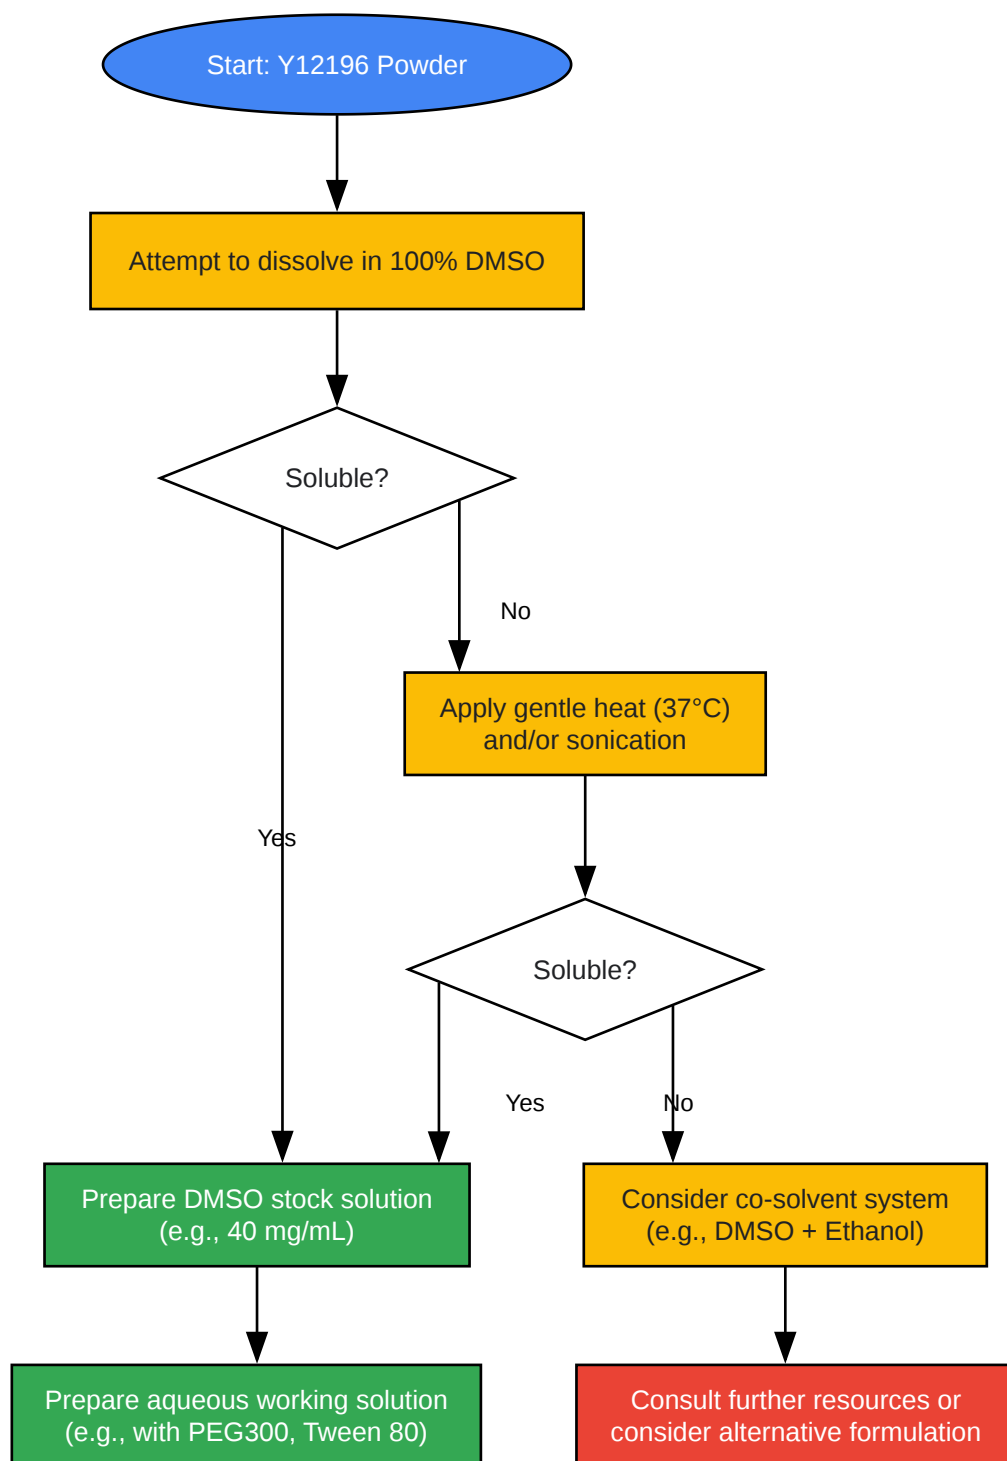 Start: Y12196 Powder
Attempt to dissolve in 100% DMSO
Soluble?
No
Apply gentle heat (37°C)
and/or sonication
Yes
Soluble?
Yes
No
Prepare DMSO stock solution
(e.g., 40 mg/mL)
Consider co-solvent system
(e.g., DMSO + Ethanol)
Prepare aqueous working solution
(e.g., with PEG300, Tween 80)
Consult further resources or
consider alternative formulation